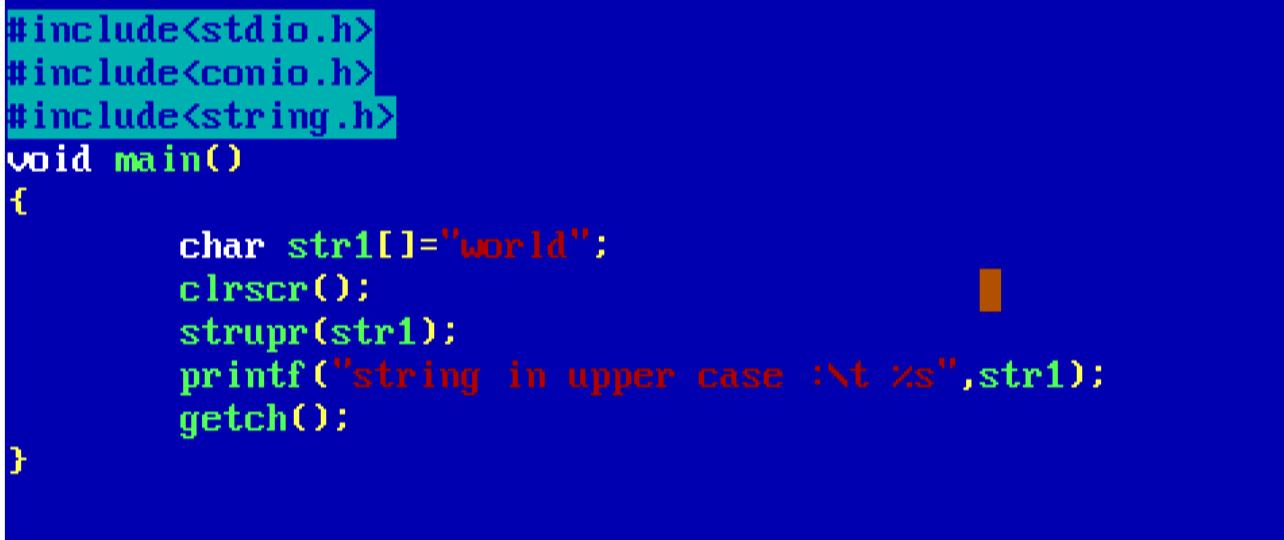 #include<stdio.h>
#include<conio.h>
#include<string.h>
void main()
{
char str1[]="world";
clrscr();
strupr(str1);
printf("string in upper case :\t %s",str1);
getch();
}